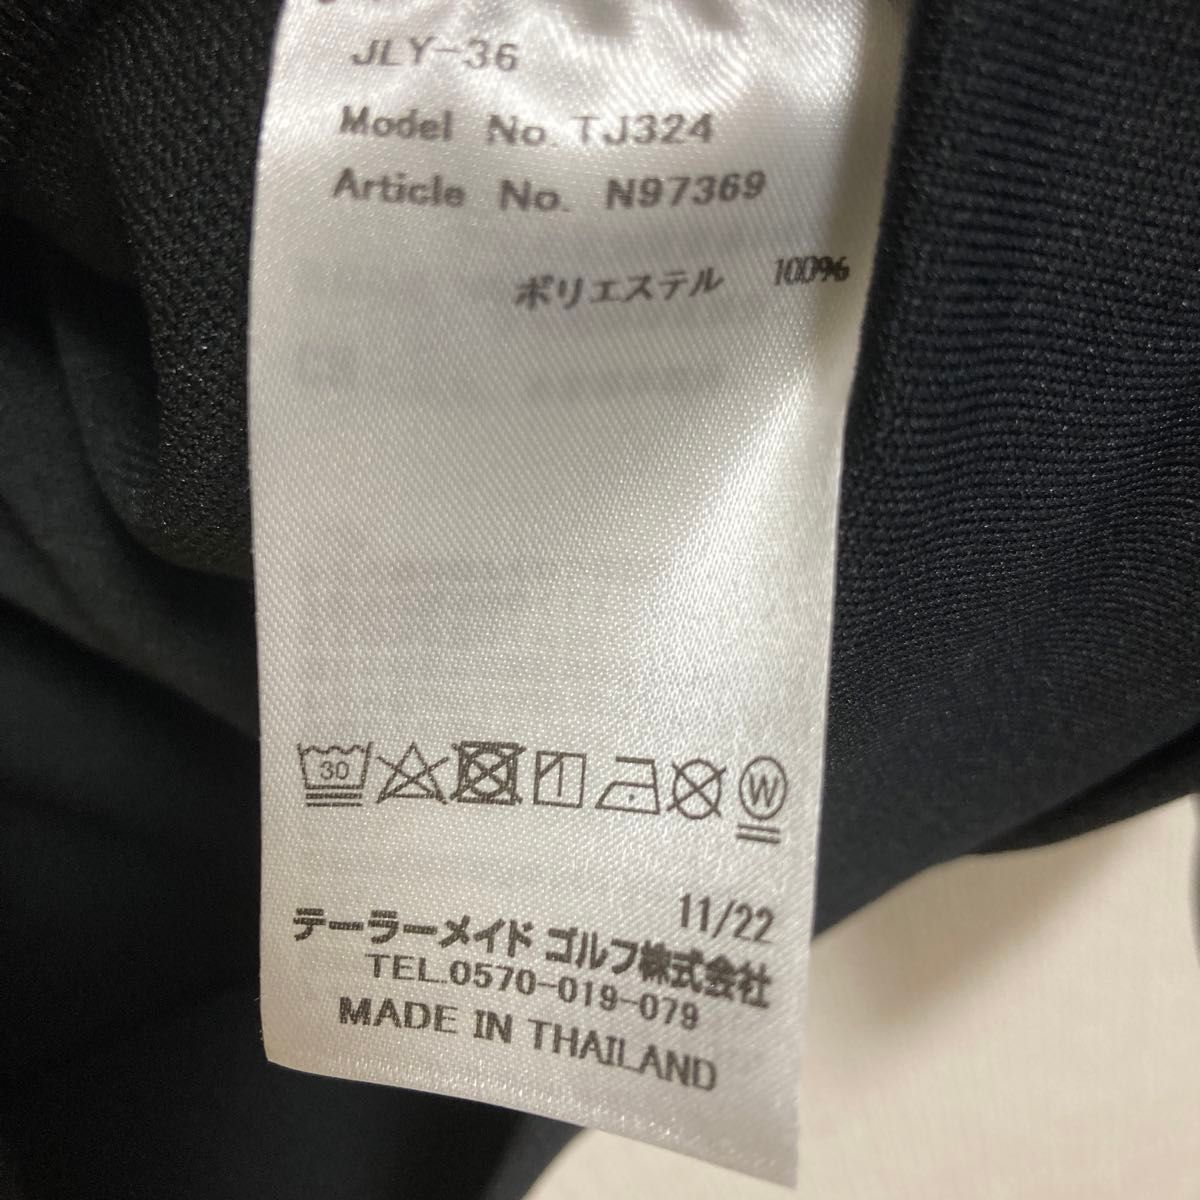 JLY-36
Model No. TJ324
Article No. N97369
ポリエステル 100%
30
W
11/22
テーラーメイド ゴルフ株式会社
TEL.0570-019-079
MADE IN THAILAND